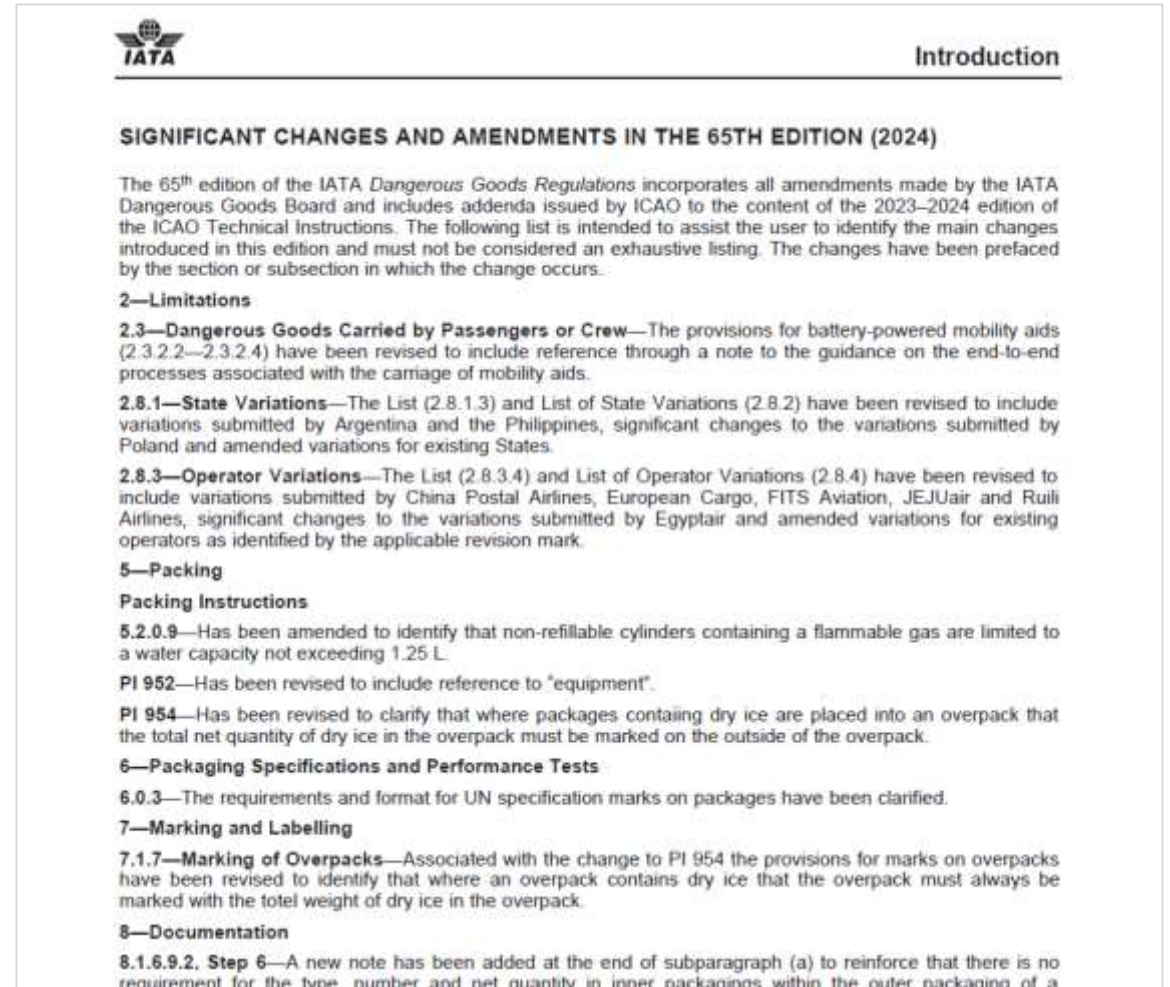 IATA
Introduction
SIGNIFICANT CHANGES AND AMENDMENTS IN THE 65TH EDITION (2024)
The 65th edition of the IATA Dangerous Goods Regulations incorporates all amendments made by the IATA
Dangerous Goods Board and includes addenda issued by ICAO to the content of the 2023–2024 edition of
the ICAO Technical Instructions. The following list is intended to assist the user to identify the main changes
introduced in this edition and must not be considered an exhaustive listing. The changes have been prefaced
by the section or subsection in which the change occurs.
2—Limitations
2.3—Dangerous Goods Carried by Passengers or Crew—The provisions for battery-powered mobility aids
(2.3.2.2—2.3.2.4) have been revised to include reference through a note to the guidance on the end-to-end
processes associated with the carriage of mobility aids.
2.8.1—State Variations—The List (2.8.1.3) and List of State Variations (2.8.2) have been revised to include
variations submitted by Argentina and the Philippines, significant changes to the variations submitted by
Poland and amended variations for existing States.
2.8.3—Operator Variations—The List (2.8.3.4) and List of Operator Variations (2.8.4) have been revised to
include variations submitted by China Postal Airlines, European Cargo, FITS Aviation, JEJUair and Ruili
Airlines, significant changes to the variations submitted by Egyptair and amended variations for existing
operators as identified by the applicable revision mark.
5—Packing
Packing Instructions
5.2.0.9—Has been amended to identify that non-refillable cylinders containing a flammable gas are limited to
a water capacity not exceeding 1.25 L.
PI 952—Has been revised to include reference to "equipment".
PI 954—Has been revised to clarify that where packages contaiing dry ice are placed into an overpack that
the total net quantity of dry ice in the overpack must be marked on the outside of the overpack.
6—Packaging Specifications and Performance Tests
6.0.3—The requirements and format for UN specification marks on packages have been clarified.
7—Marking and Labelling
7.1.7—Marking of Overpacks—Associated with the change to PI 954 the provisions for marks on overpacks
have been revised to identify that where an overpack contains dry ice that the overpack must always be
marked with the totel weight of dry ice in the overpack.
8—Documentation
8.1.6.9.2, Step 6—A new note has been added at the end of subparagraph (a) to reinforce that there is no
requirement for the type, number and net quantity in inner packagings within the outer packaging of a